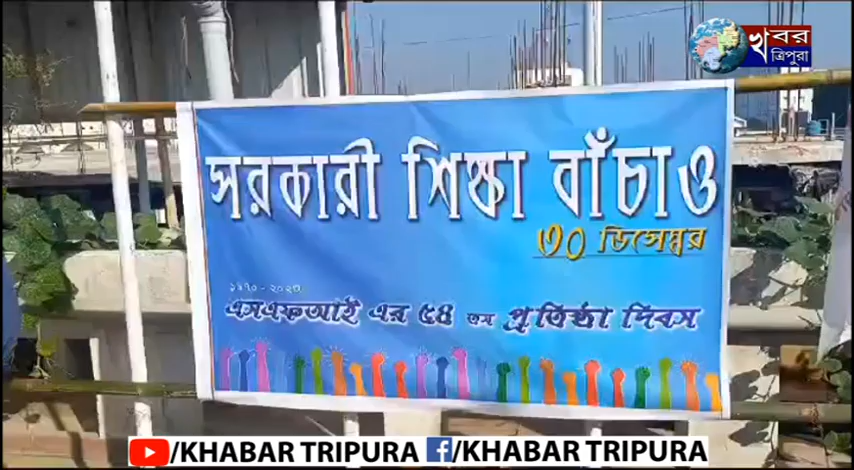 খবর
ত্রিপুরা
সরকারী শিক্ষা বাঁচাও
৩০ ডিসেম্বর
১৯৭০ - ২০২৩
এসএফআই এর ৫৪ তম প্রতিষ্ঠা দিবস
/KHABAR TRIPURA f/KHABAR TRIPURA